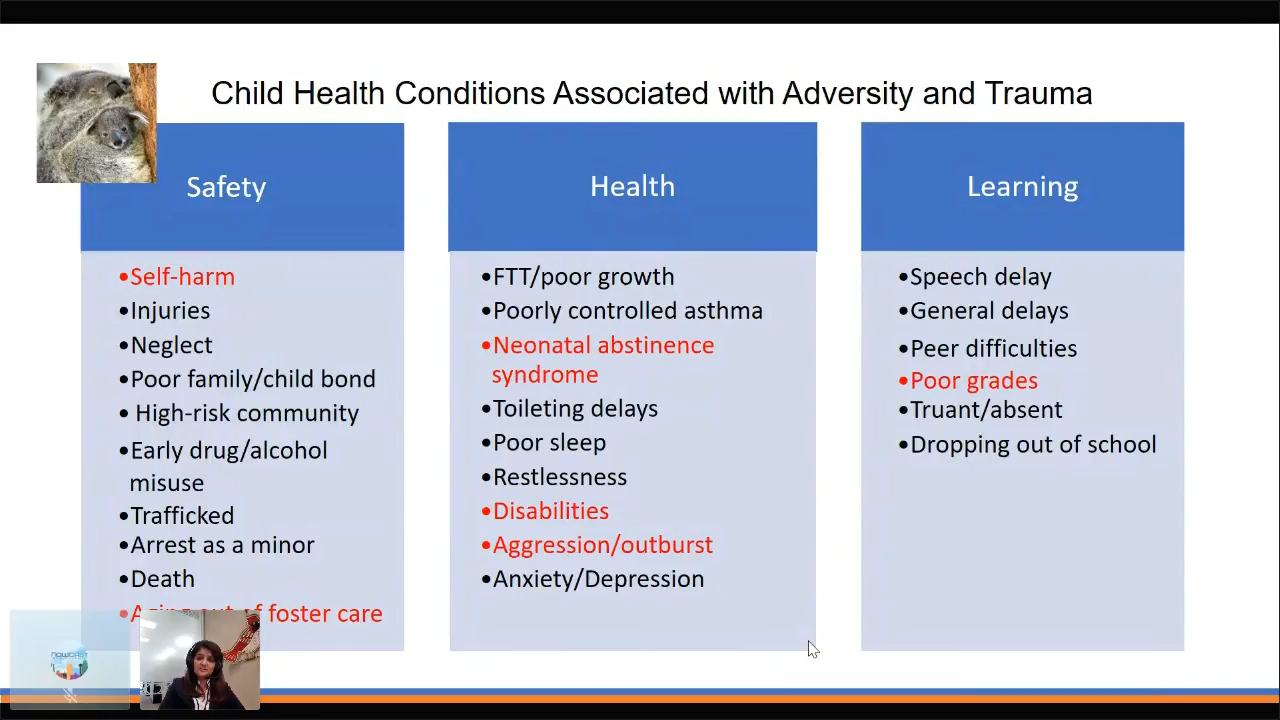 Child Health Conditions Associated with Adversity and Trauma
Safety
•Self-harm
•Injuries
•Neglect
•Poor family/child bond
• High-risk community
•Early drug/alcohol
misuse
•Trafficked
•Arrest as a minor
•Death
of foster care
Health
•FTT/poor growth
•Poorly controlled asthma
•Neonatal abstinence
syndrome
•Toileting delays
•Poor sleep
•Restlessness
•Disabilities
•Aggression/outburst
•Anxiety/Depression
Learning
•Speech delay
•General delays
•Peer difficulties
•Poor grades
•Truant/absent
•Dropping out of school